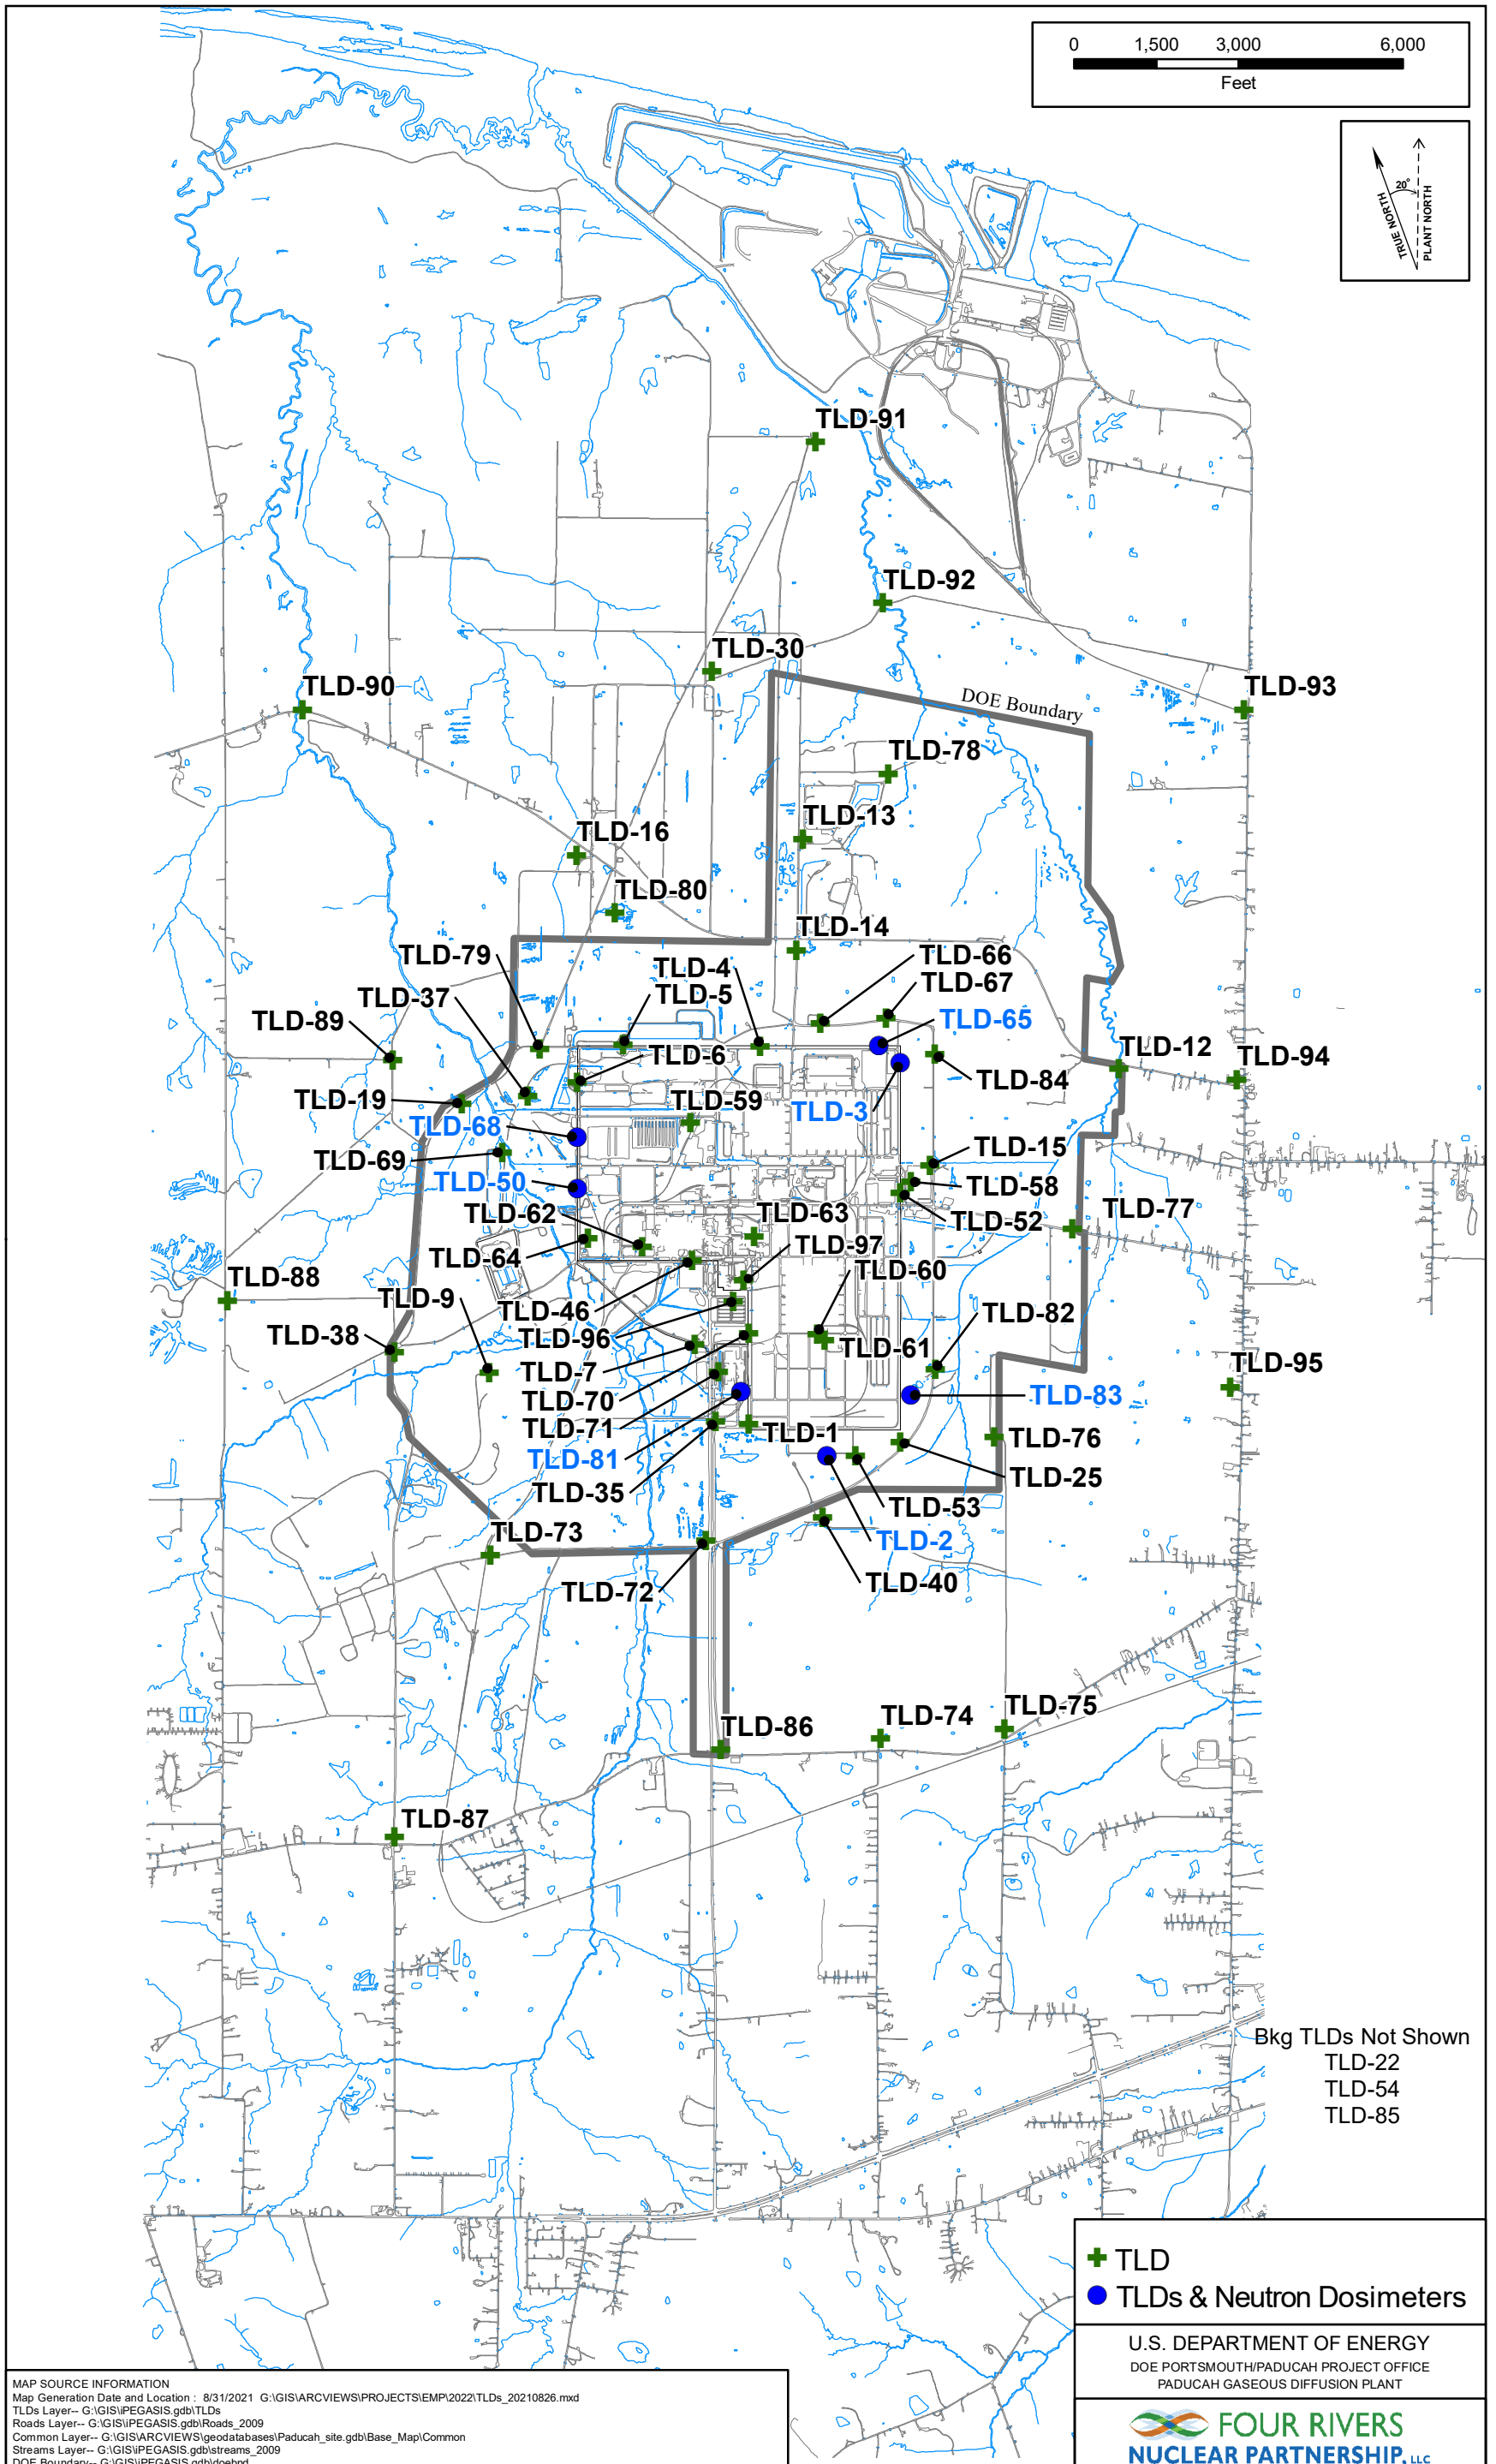 0 1,500 3,000 6,000
Feet
20°
TRUE NORTH
PLANT NORTH
TLD-91
TLD-92
TLD-30
TLD-90
TLD-93
DOE Boundary
TLD-78
TLD-13
TLD-16
TLD-80
TLD-14
TLD-79
TLD-66
TLD-4
TLD-67
TLD-37
TLD-5
TLD-89
TLD-65
TLD-12
TLD-6
TLD-94
TLD-84
TLD-19
TLD-59
TLD-3
TLD-68
TLD-15
TLD-69
TLD-50
TLD-58
TLD-62
TLD-63
TLD-52
TLD-77
TLD-97
TLD-64
TLD-60
TLD-88
TLD-9
TLD-46
TLD-82
TLD-38
TLD-96
TLD-61
TLD-95
TLD-7
TLD-70
TLD-83
TLD-71
TLD-1
TLD-76
TLD-81
TLD-25
TLD-35
TLD-53
TLD-73
TLD-2
TLD-72
TLD-40
TLD-86
TLD-74
TLD-75
TLD-87
Bkg TLDs Not Shown
TLD-22
TLD-54
TLD-85
TLD
TLDs & Neutron Dosimeters
U.S. DEPARTMENT OF ENERGY
DOE PORTSMOUTH/PADUCAH PROJECT OFFICE
PADUCAH GASEOUS DIFFUSION PLANT
FOUR RIVERS
NUCLEAR PARTNERSHIP, LLC
MAP SOURCE INFORMATION
Map Generation Date and Location : 8/31/2021 G:\GIS\ARCVIEWS\PROJECTS\EMP\2022\TLDs_20210826.mxd
TLDs Layer-- G:\GIS\iPEGASIS.gdb\TLDs
Roads Layer-- G:\GIS\iPEGASIS.gdb\Roads_2009
Common Layer-- G:\GIS\ARCVIEWS\geodatabases\Paducah_site.gdb\Base_Map\Common
Streams Layer-- G:\GIS\iPEGASIS.gdb\streams_2009
DOE Boundary-- G:\GIS\iPEGASIS.gdb\doebnd